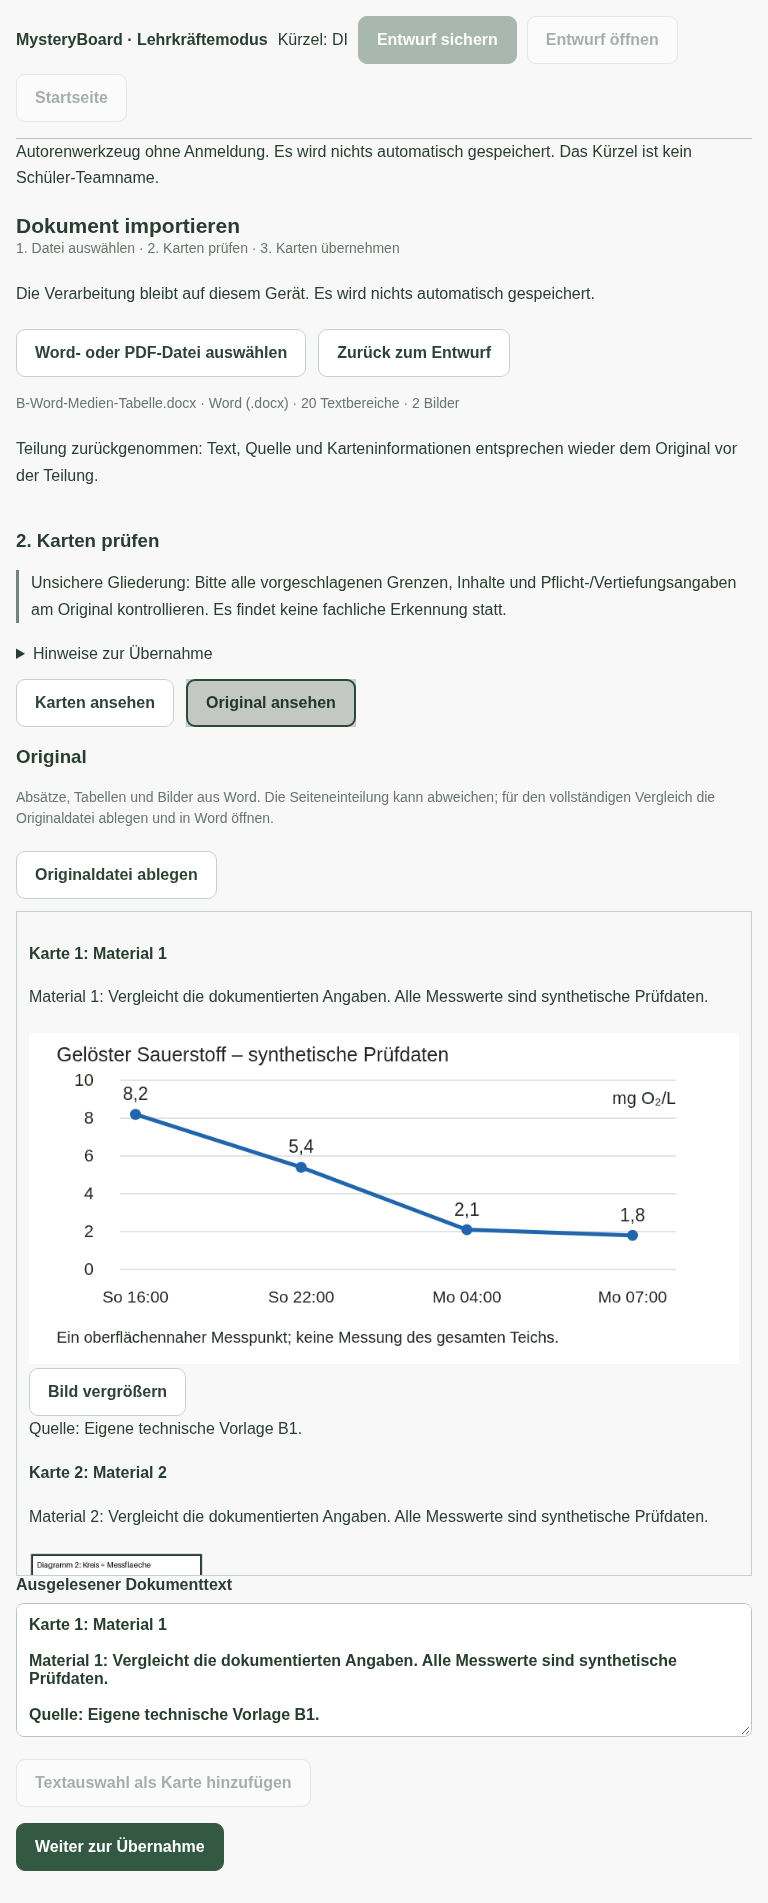 MysteryBoard · Lehrkräftemodus Kürzel: DI Entwurf sichern Entwurf öffnen
Startseite
Autorenwerkzeug ohne Anmeldung. Es wird nichts automatisch gespeichert. Das Kürzel ist kein
Schüler-Teamname.
Dokument importieren
1. Datei auswählen · 2. Karten prüfen · 3. Karten übernehmen
Die Verarbeitung bleibt auf diesem Gerät. Es wird nichts automatisch gespeichert.
Word- oder PDF-Datei auswählen Zurück zum Entwurf
B-Word-Medien-Tabelle.docx · Word (.docx) · 20 Textbereiche · 2 Bilder
Teilung zurückgenommen: Text, Quelle und Karteninformationen entsprechen wieder dem Original vor
der Teilung.
2. Karten prüfen
Unsichere Gliederung: Bitte alle vorgeschlagenen Grenzen, Inhalte und Pflicht-/Vertiefungsangaben
am Original kontrollieren. Es findet keine fachliche Erkennung statt.
Hinweise zur Übernahme
Karten ansehen Original ansehen
Original
Absätze, Tabellen und Bilder aus Word. Die Seiteneinteilung kann abweichen; für den vollständigen Vergleich die
Originaldatei ablegen und in Word öffnen.
Originaldatei ablegen
Karte 1: Material 1
Material 1: Vergleicht die dokumentierten Angaben. Alle Messwerte sind synthetische Prüfdaten.
Gelöster Sauerstoff – synthetische Prüfdaten
10
8,2
mg O₂/L
8
5,4
6
4
2,1
1,8
2
0
So 16:00 So 22:00 Mo 04:00 Mo 07:00
Ein oberflächennaher Messpunkt; keine Messung des gesamten Teichs.
Bild vergrößern
Quelle: Eigene technische Vorlage B1.
Karte 2: Material 2
Material 2: Vergleicht die dokumentierten Angaben. Alle Messwerte sind synthetische Prüfdaten.
Diagramm 2: Kreis = Messflaeche
Ausgelesener Dokumenttext
Karte 1: Material 1
Material 1: Vergleicht die dokumentierten Angaben. Alle Messwerte sind synthetische
Prüfdaten.
Quelle: Eigene technische Vorlage B1.
Textauswahl als Karte hinzufügen
Weiter zur Übernahme